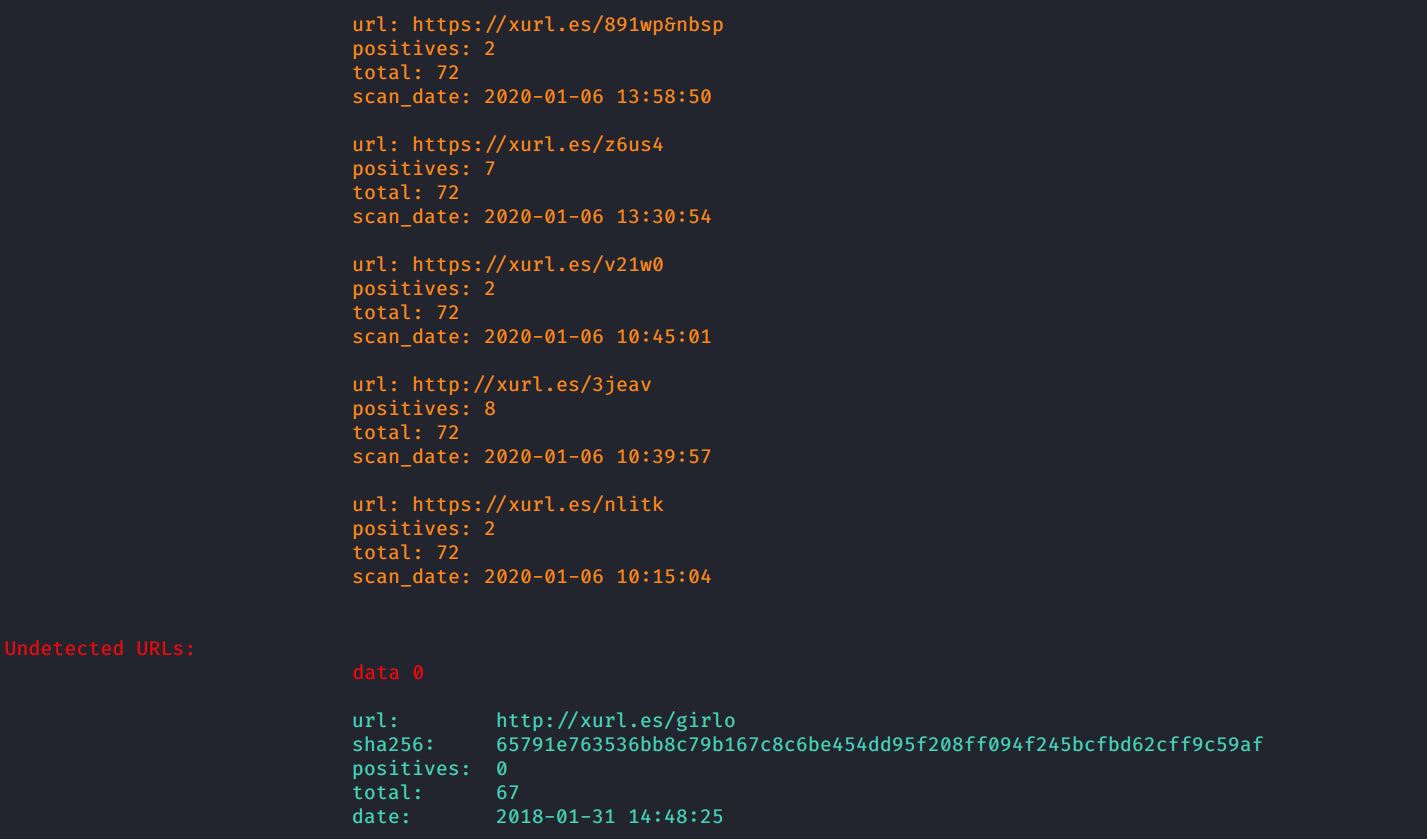 url: https://xurl.es/891wp&nbsp
positives: 2
total: 72
scan_date: 2020-01-06 13:58:50
url: https://xurl.es/z6us4
positives: 7
total: 72
scan_date: 2020-01-06 13:30:54
url: https://xurl.es/v21w0
positives: 2
total: 72
scan_date: 2020-01-06 10:45:01
url: http://xurl.es/3jeav
positives: 8
total: 72
scan_date: 2020-01-06 10:39:57
url: https://xurl.es/nlitk
positives: 2
total: 72
scan_date: 2020-01-06 10:15:04
Undetected URLs:
data 0
url: http://xurl.es/girlo
sha256: 65791e763536bb8c79b167c8c6be454dd95f208ff094f245bcfbd62cff9c59af
positives: 0
total: 67
date: 2018-01-31 14:48:25